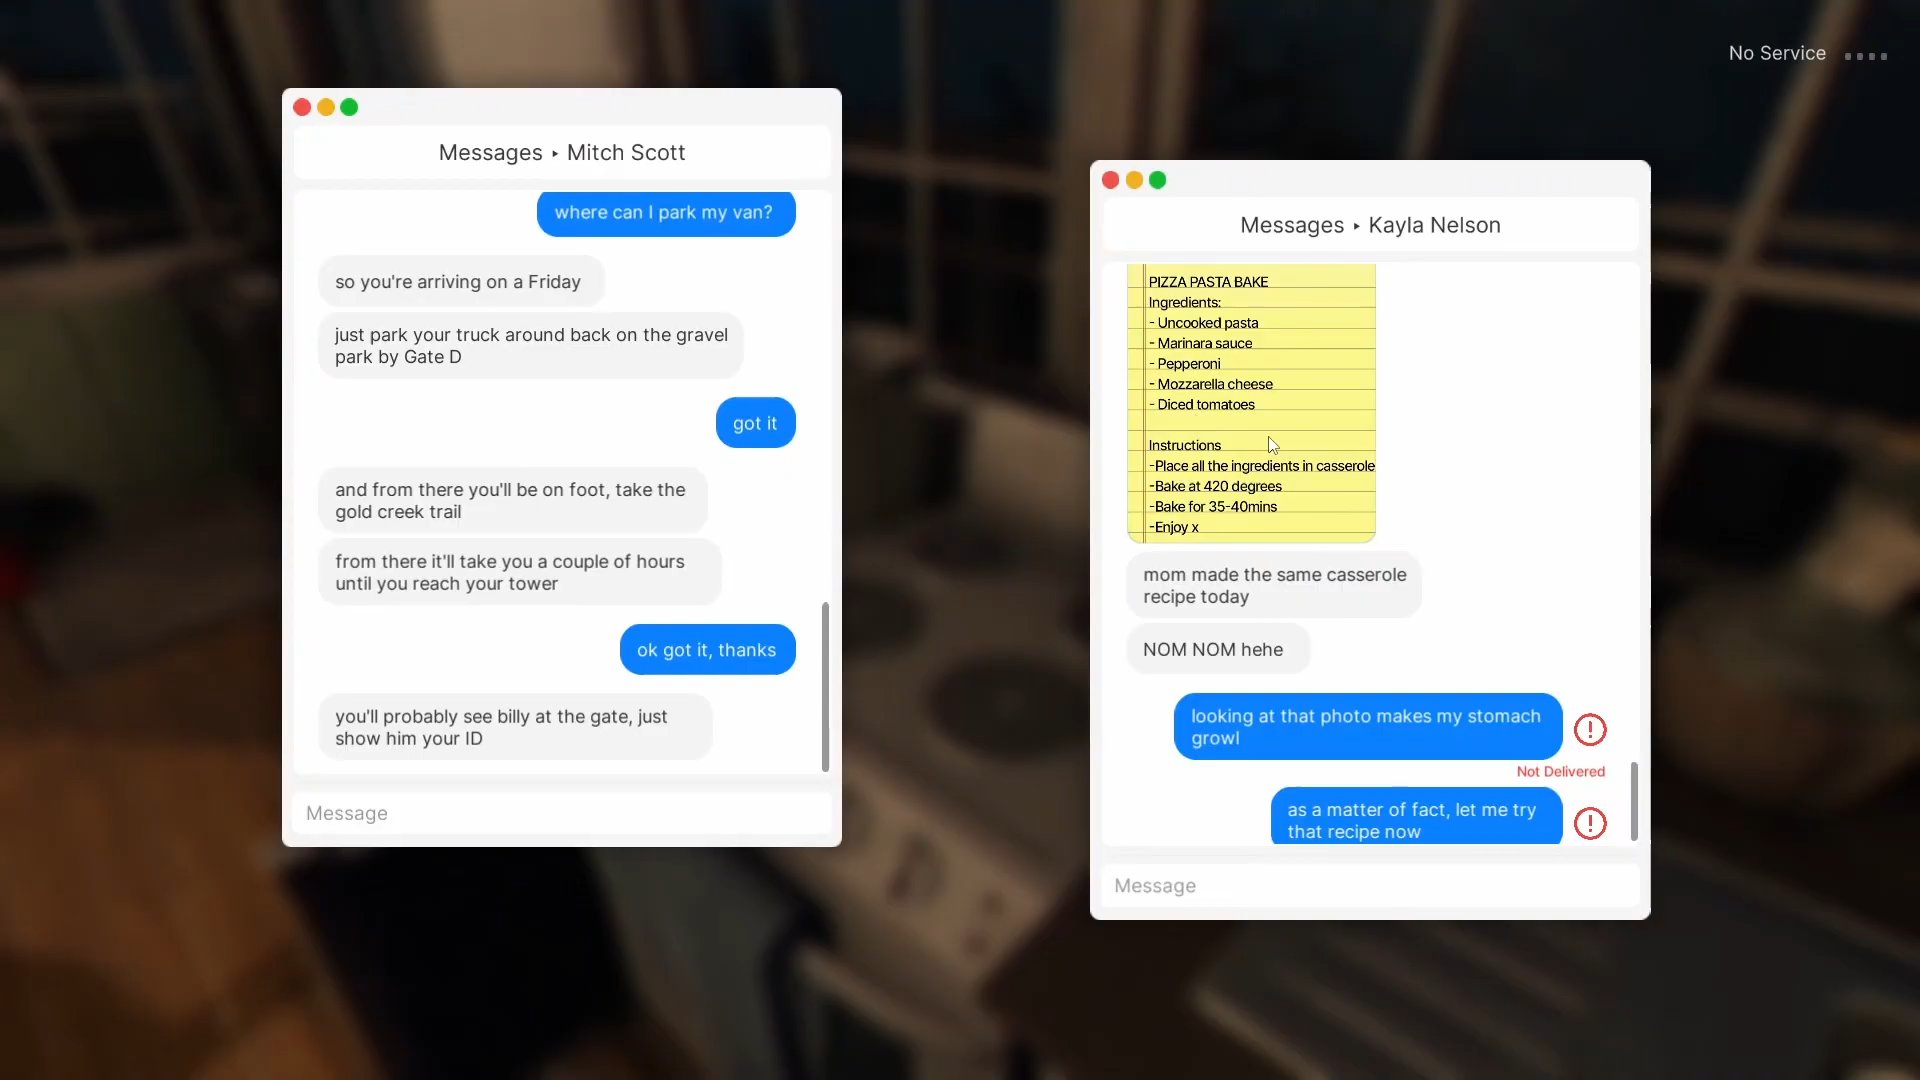 No Service
Messages ▸ Mitch Scott
where can I park my van?
so you're arriving on a Friday
just park your truck around back on the gravel
park by Gate D
got it
and from there you'll be on foot, take the
gold creek trail
from there it'll take you a couple of hours
until you reach your tower
ok got it, thanks
you'll probably see billy at the gate, just
show him your ID
Message
Messages ▸ Kayla Nelson
PIZZA PASTA BAKE
Ingredients:
- Uncooked pasta
- Marinara sauce
- Pepperoni
- Mozzarella cheese
- Diced tomatoes
Instructions
-Place all the ingredients in casserole
-Bake at 420 degrees
-Bake for 35-40mins
-Enjoy x
mom made the same casserole
recipe today
NOM NOM hehe
looking at that photo makes my stomach
growl
Not Delivered
as a matter of fact, let me try
that recipe now
Message